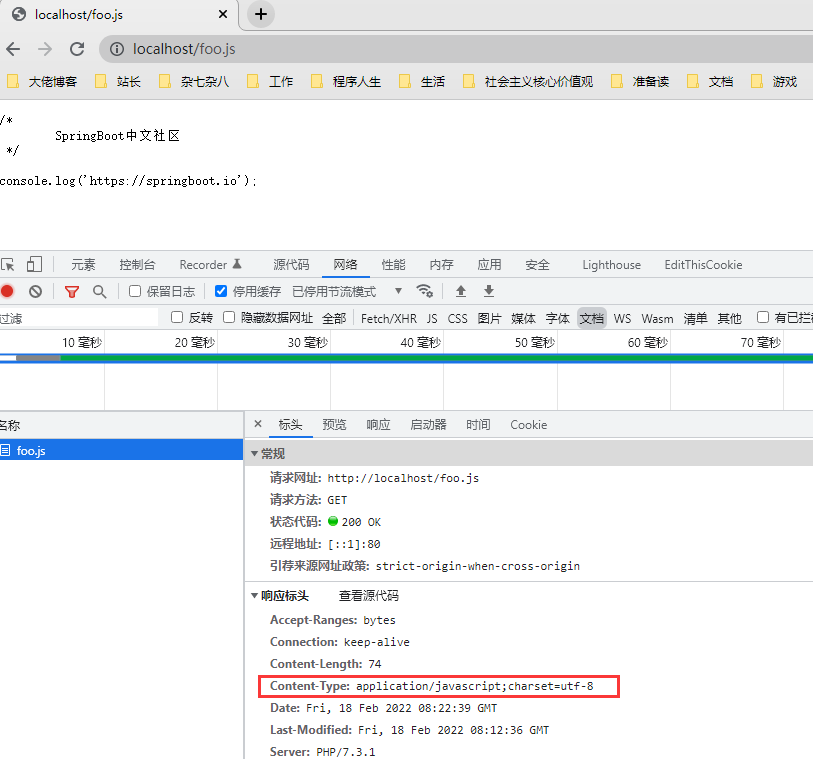 localhost/foo.js
localhost/foo.js
大佬博客 站长 杂七杂八 工作 程序人生 生活 社会主义核心价值观 准备读 文档 游戏
/*
SpringBoot中文社区
*/
console.log('https://springboot.io');
元素 控制台 Recorder 源代码 网络 性能 内存 应用 安全 Lighthouse EditThisCookie
保留日志 停用缓存 已停用节流模式
过滤 反转 隐藏数据网址 全部 Fetch/XHR JS CSS 图片 媒体 字体 文档 WS Wasm 清单 其他 有已拦
10 毫秒 20 毫秒 30 毫秒 40 毫秒 50 毫秒 60 毫秒 70 毫秒
名称 × 标头 预览 响应 启动器 时间 Cookie
foo.js
常规
请求网址: http://localhost/foo.js
请求方法: GET
状态代码: 200 OK
远程地址: [::1]:80
引荐来源网址政策: strict-origin-when-cross-origin
响应标头 查看源代码
Accept-Ranges: bytes
Connection: keep-alive
Content-Length: 74
Content-Type: application/javascript;charset=utf-8
Date: Fri, 18 Feb 2022 08:22:39 GMT
Last-Modified: Fri, 18 Feb 2022 08:12:36 GMT
Server: PHP/7.3.1